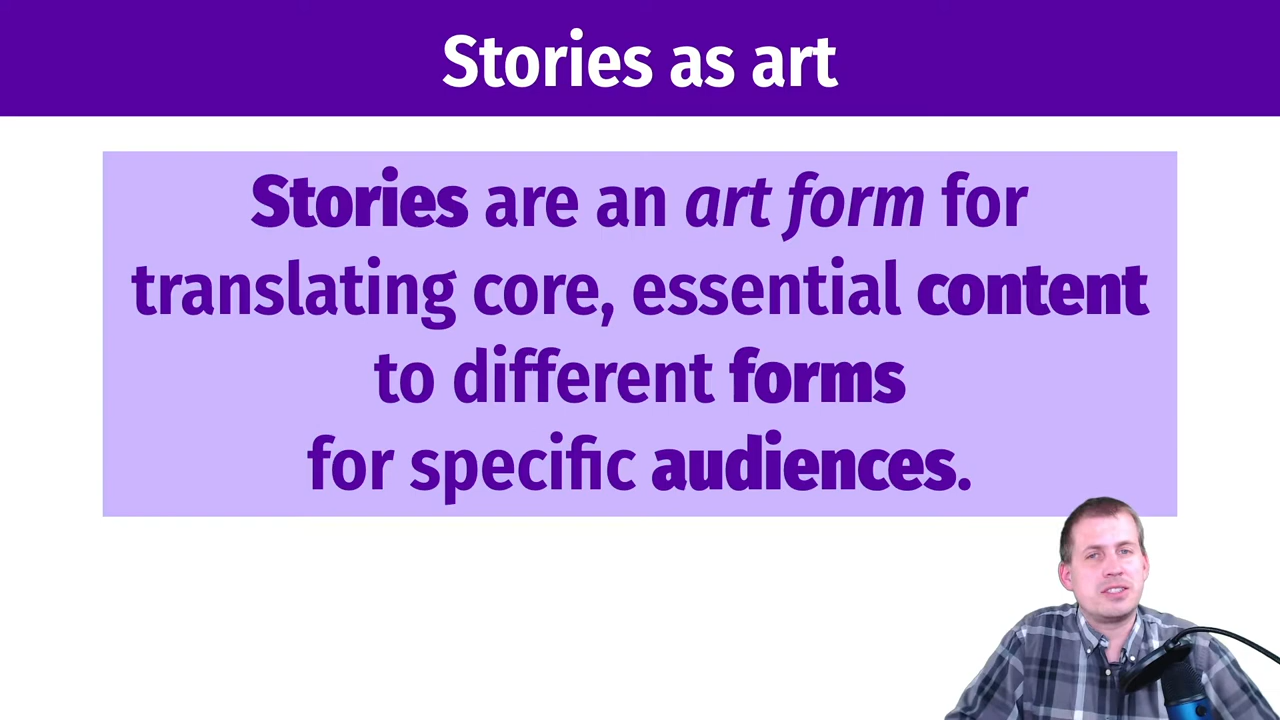 Stories as art
Stories are an art form for
translating core, essential content
to different forms
for specific audiences.